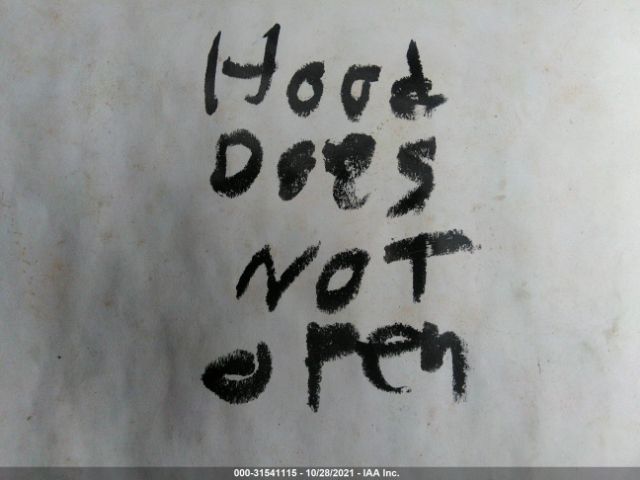 Hood
Does
NOT
open
000-31541115 - 10/28/2021 - IAA Inc.